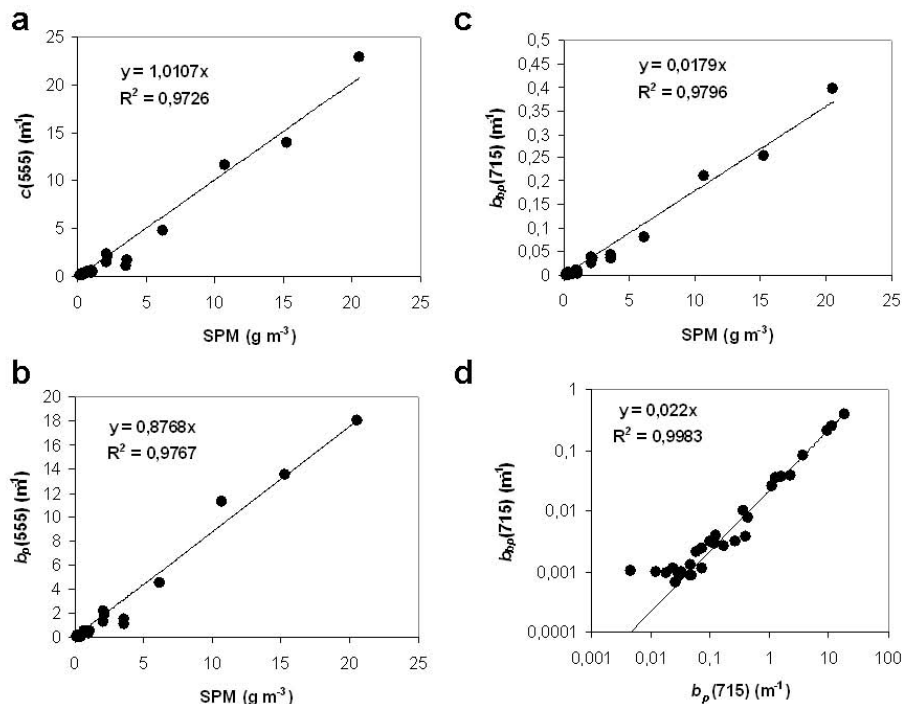 a
25
20
15
10
5
0
c(555) (m⁻¹)
y = 1,0107x
R² = 0,9726
0 5 10 15 20 25
SPM (g m⁻³)
c
0,5
0,45
0,4
0,35
0,3
0,25
0,2
0,15
0,1
0,05
0
b_bp(715) (m⁻¹)
y = 0,0179x
R² = 0,9796
0 5 10 15 20 25
SPM (g m⁻³)
b
20
18
16
14
12
10
8
6
4
2
0
b_p(555) (m⁻¹)
y = 0,8768x
R² = 0,9767
0 5 10 15 20 25
SPM (g m⁻³)
d
1
0,1
0,01
0,001
0,0001
b_bp(715) (m⁻¹)
y = 0,022x
R² = 0,9983
0,001 0,01 0,1 1 10 100
b_p(715) (m⁻¹)